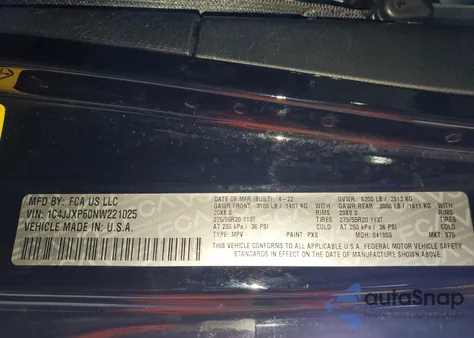 MFD BY: FCA US LLC
VIN: 1C4JJXP60NW221025
VEHICLE MADE IN: U.S.A.
DATE OF MFR (BUILT): 4-22
GVWR: 6200 LB / 2813 KG
GAWR FRONT: 3100 LB / 1407 KG WITH
GAWR REAR: 3550 LB / 1611 KG WITH
20X8.0 RIMS
20X8.0 RIMS
275/55R20 113T TIRES
275/55R20 113T TIRES
AT 250 kPa / 36 PSI COLD
AT 250 kPa / 36 PSI COLD
TYPE: MPV PAINT: PX8 MDH: 041905 MKT: B75
THIS VEHICLE CONFORMS TO ALL APPLICABLE FEDERAL MOTOR VEHICLE SAFETY
STANDARDS IN EFFECT ON DATE OF MANUFACTURE SHOWN ABOVE
autoSnap
POWERED BY